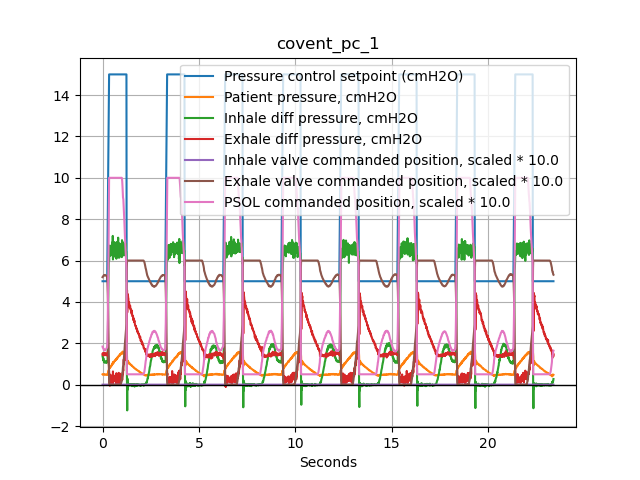 covent_pc_1
Pressure control setpoint (cmH2O)
Patient pressure, cmH2O
Inhale diff pressure, cmH2O
Exhale diff pressure, cmH2O
Inhale valve commanded position, scaled * 10.0
Exhale valve commanded position, scaled * 10.0
PSOL commanded position, scaled * 10.0
14
12
10
8
6
4
2
0
−2
0 5 10 15 20
Seconds